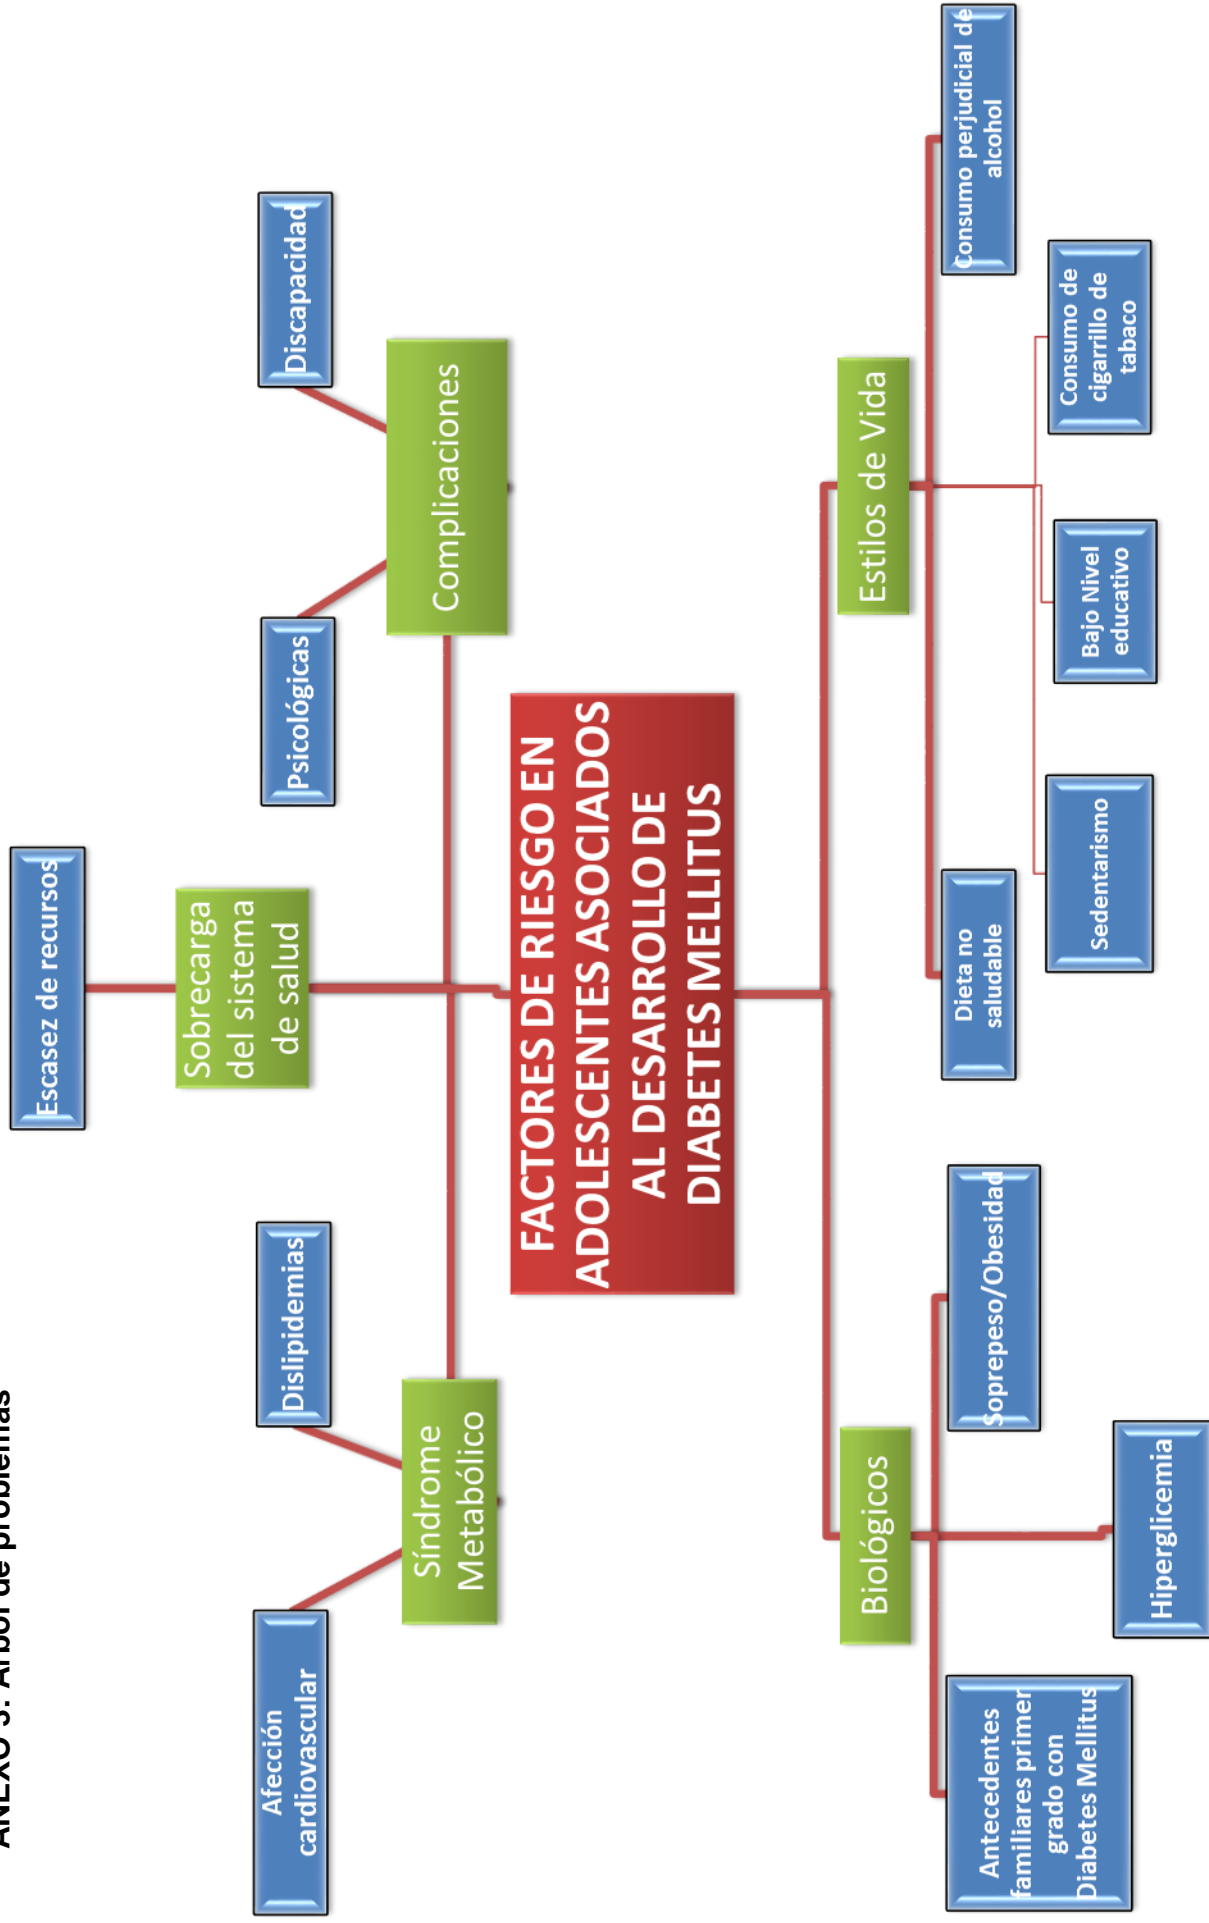 ANEXO Árbol de problemas
Escasez de recursos
Sobrecarga
del sistema
de salud
Afección
cardiovascular
Dislipidemias
Psicológicas
Discapacidad
Síndrome
Metabólico
Complicaciones
FACTORES DE RIESGO EN
ADOLESCENTES ASOCIADOS
AL DESARROLLO DE
DIABETES MELLITUS
Biológicos
Estilos de Vida
Antecedentes
familiares primer
grado con
Diabetes Mellitus
Hiperglicemia
Soprepeso/Obesidad
Dieta no
saludable
Sedentarismo
Bajo Nivel
educativo
Consumo de
cigarrillo de
tabaco
Consumo perjudicial de
alcohol